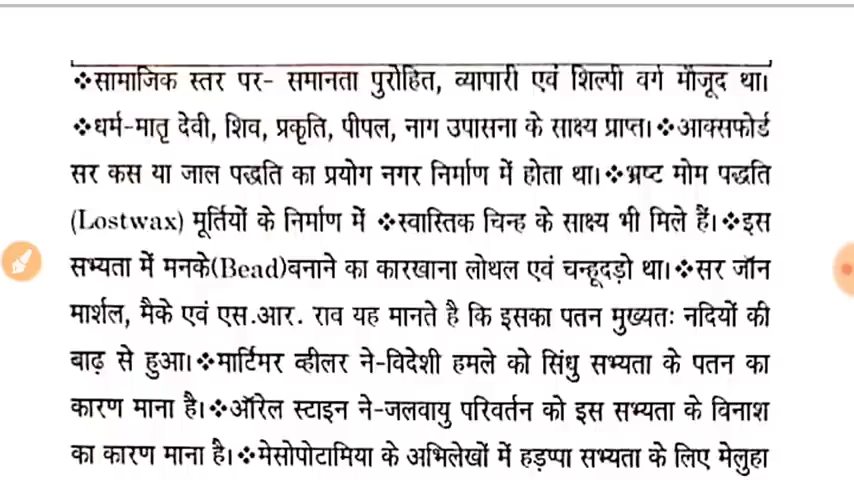 ❖सामाजिक स्तर पर- समानता पुरोहित, व्यापारी एवं शिल्पी वर्ग मौजूद था।
❖धर्म-मातृ देवी, शिव, प्रकृति, पीपल, नाग उपासना के साक्ष्य प्राप्त। ❖आक्सफोर्ड
सर कस या जाल पद्धति का प्रयोग नगर निर्माण में होता था। ❖भ्रष्ट मोम पद्धति
(Lostwax) मूर्तियों के निर्माण में ❖स्वास्तिक चिन्ह के साक्ष्य भी मिले हैं। ❖इस
सभ्यता में मनके(Bead)बनाने का कारखाना लोथल एवं चन्हूदड़ो था। ❖सर जॉन
मार्शल, मैके एवं एस.आर. राव यह मानते है कि इसका पतन मुख्यतः नदियों की
बाढ़ से हुआ। ❖मार्टिमर व्हीलर ने-विदेशी हमले को सिंधु सभ्यता के पतन का
कारण माना है। ❖ऑरेल स्टाइन ने-जलवायु परिवर्तन को इस सभ्यता के विनाश
का कारण माना है। ❖मेसोपोटामिया के अभिलेखों में हड़प्पा सभ्यता के लिए मेलुहा